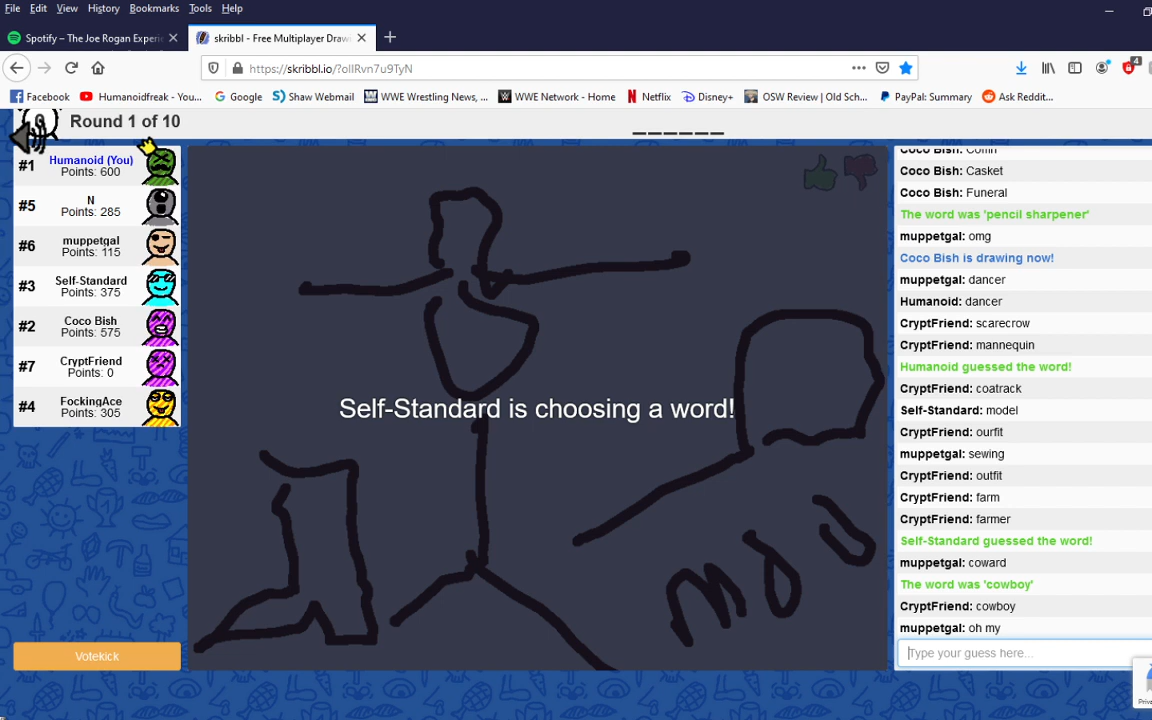 File Edit View History Bookmarks Tools Help
Spotify – The Joe Rogan Experi
skribbl - Free Multiplayer Draw
https://skribbl.io/?olIRvn7u9TyN
Facebook Humanoidfreak - You... Google Shaw Webmail WWE Wrestling News, ... WWE Network - Home Netflix Disney+ OSW Review | Old Sch... PayPal: Summary Ask Reddit...
Round 1 of 10
______
#1 Humanoid (You)
Points: 600
#5 N
Points: 285
#6 muppetgal
Points: 115
#3 Self-Standard
Points: 375
#2 Coco Bish
Points: 575
#7 CryptFriend
Points: 0
#4 FockingAce
Points: 305
Votekick
Self-Standard is choosing a word!
Coco Bish: Coffin
Coco Bish: Casket
Coco Bish: Funeral
The word was 'pencil sharpener'
muppetgal: omg
Coco Bish is drawing now!
muppetgal: dancer
Humanoid: dancer
CryptFriend: scarecrow
CryptFriend: mannequin
Humanoid guessed the word!
CryptFriend: coatrack
Self-Standard: model
CryptFriend: ourfit
muppetgal: sewing
CryptFriend: outfit
CryptFriend: farm
CryptFriend: farmer
Self-Standard guessed the word!
muppetgal: coward
The word was 'cowboy'
CryptFriend: cowboy
muppetgal: oh my
Type your guess here...